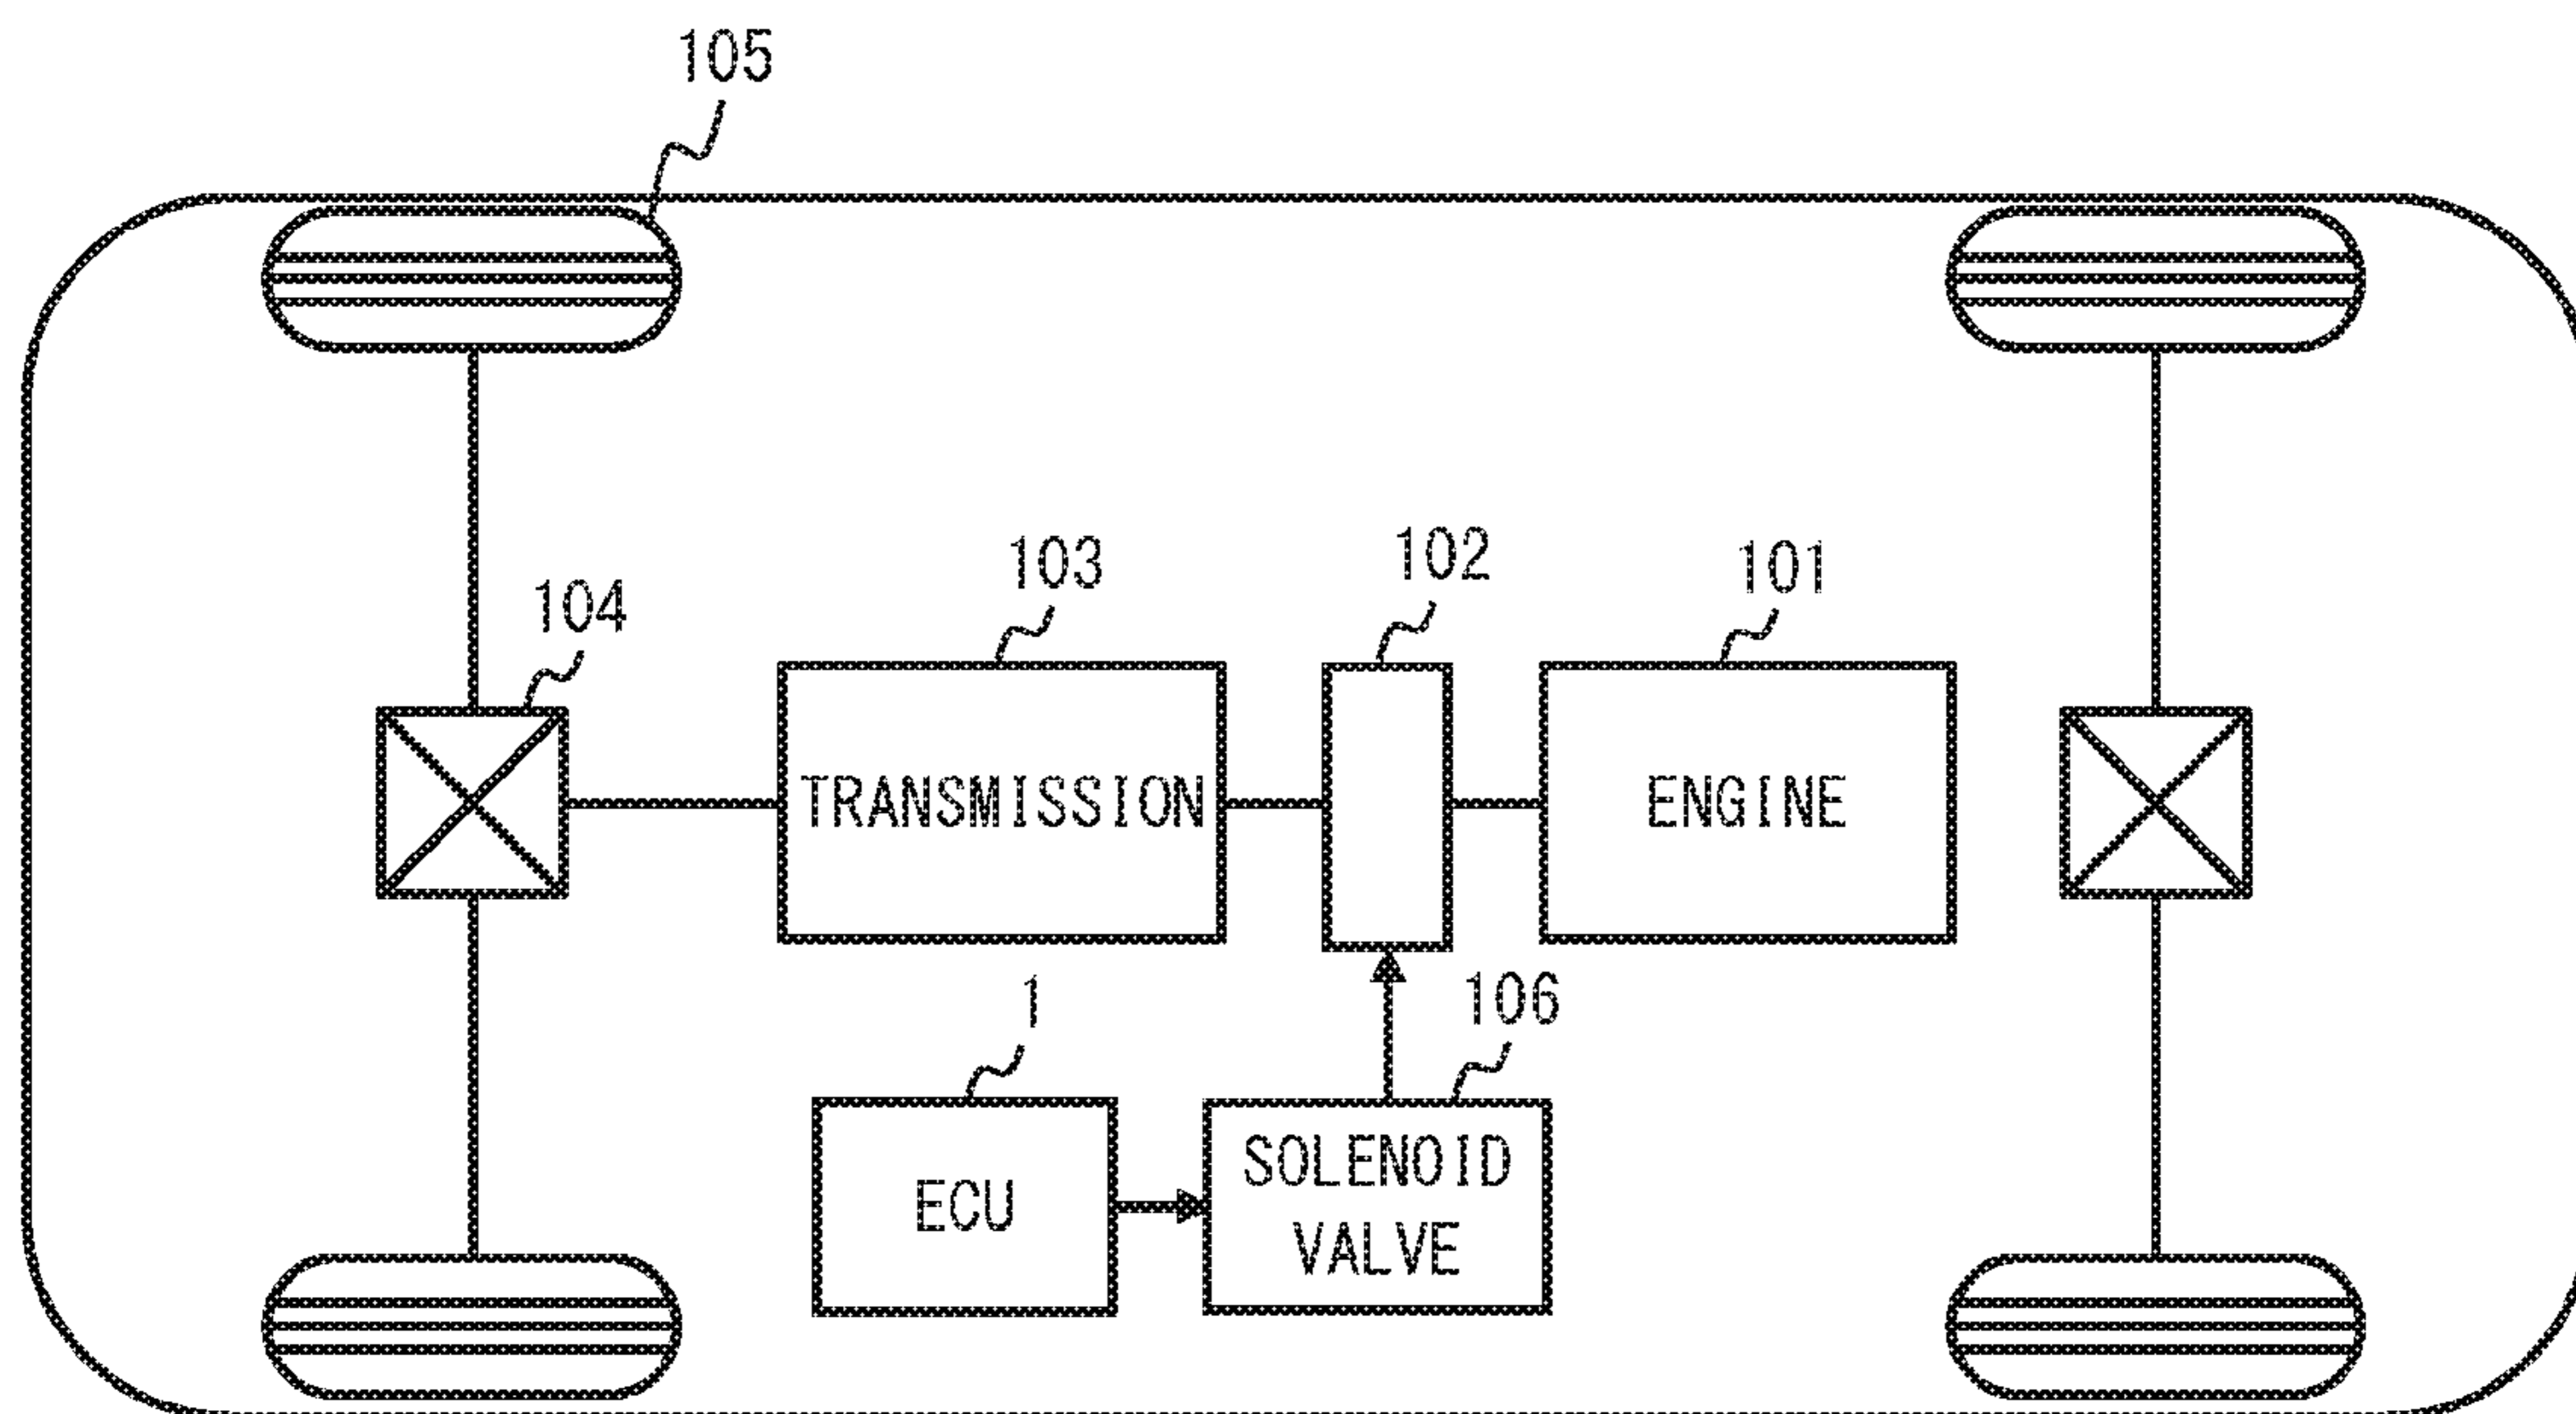 105
103
102
101
104
TRANSMISSION
ENGINE
1
106
ECU
SOLENOID
VALVE